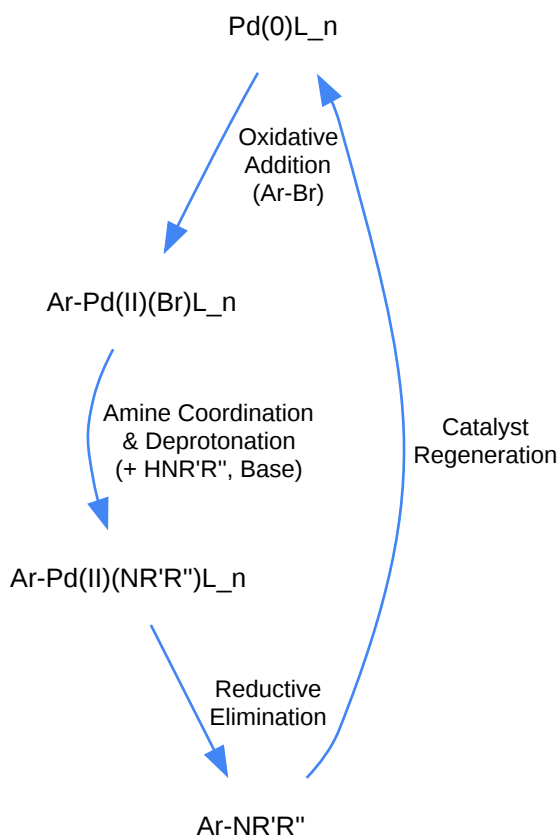 Pd(0)L_n
Oxidative
Addition
(Ar-Br)
Ar-Pd(II)(Br)L_n
Amine Coordination
& Deprotonation
(+ HNR'R'', Base)
Catalyst
Regeneration
Ar-Pd(II)(NR'R'')L_n
Reductive
Elimination
Ar-NR'R''